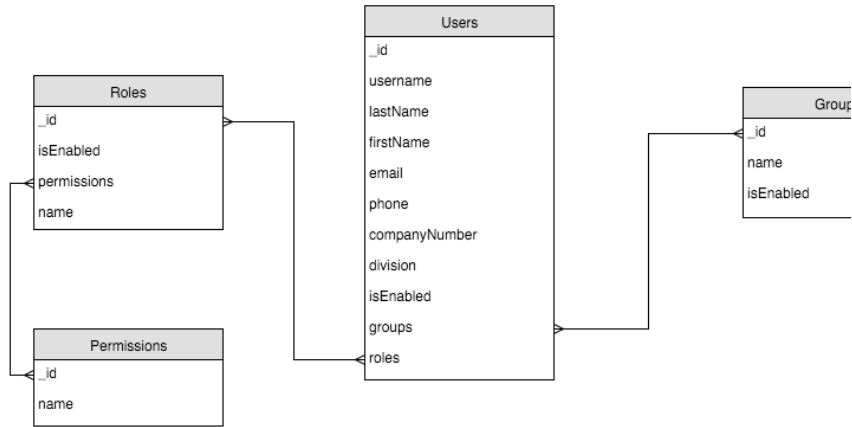 Users
_id
username
lastName
firstName
email
phone
companyNumber
division
isEnabled
groups
roles
Roles
_id
isEnabled
permissions
name
Permissions
_id
name
Group
_id
name
isEnabled